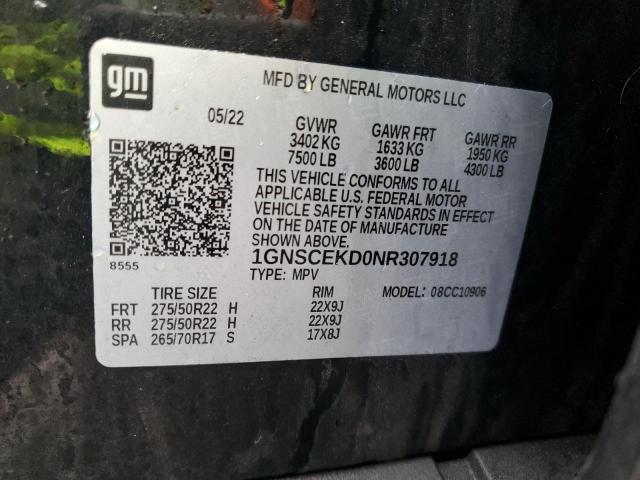 gm
MFD BY GENERAL MOTORS LLC
05/22 GVWR GAWR FRT GAWR RR
3402 KG 1633 KG 1950 KG
7500 LB 3600 LB 4300 LB
THIS VEHICLE CONFORMS TO ALL
APPLICABLE U.S. FEDERAL MOTOR
VEHICLE SAFETY STANDARDS IN EFFECT
ON THE DATE OF MANUFACTURE
SHOWN ABOVE.
1GNSCEKD0NR307918
8555
TYPE: MPV
TIRE SIZE RIM MODEL: 08CC10906
FRT 275/50R22 H 22X9J
RR 275/50R22 H 22X9J
SPA 265/70R17 S 17X8J